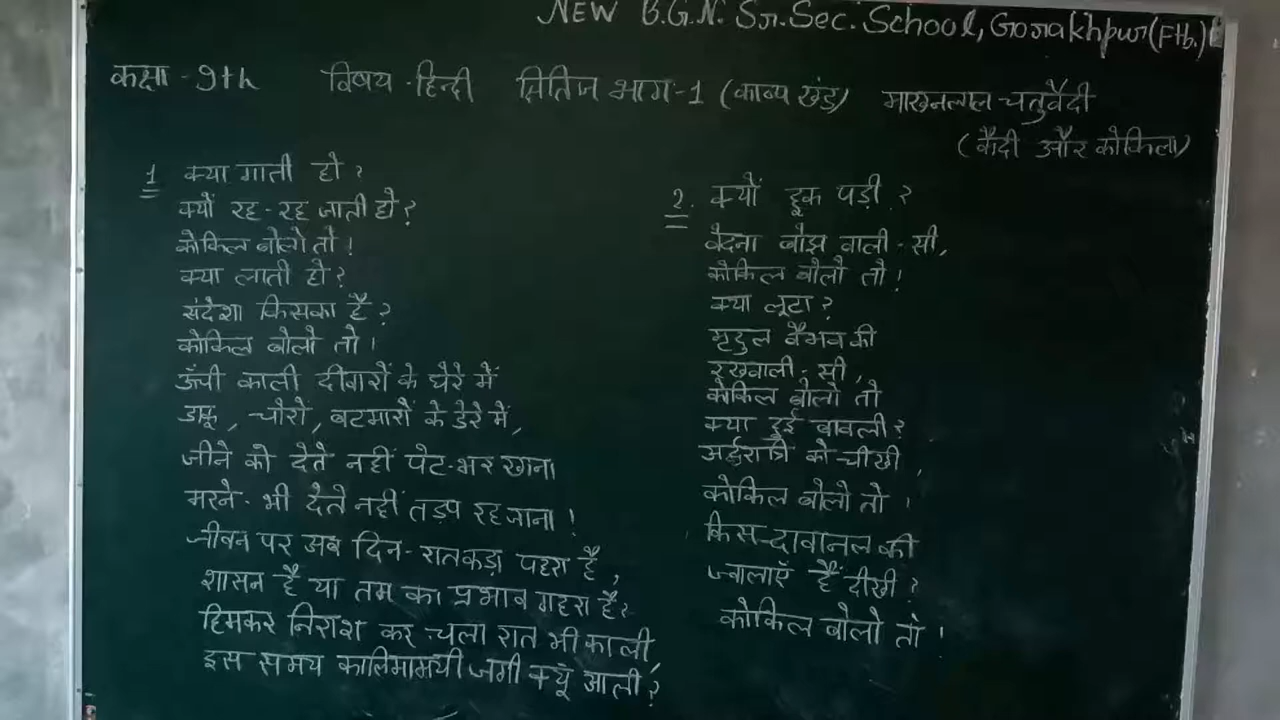 NEW B.G.N. Sr. Sec. School, Gorakhpur (Ftb.)
कक्षा - 9th विषय - हिन्दी क्षितिज भाग-1 (काव्य खंड) माखनलाल चतुर्वेदी
(कैदी और कोकिला)
1 क्या गाती हो?
क्यों रह-रह जाती हो?
कोकिल बोलो तो!
क्या लाती हो?
संदेशा किसका है?
कोकिल बोलो तो।
ऊँची काली दीवारों के घेरे में
डाकू, चोरों, बटमारों के डेरे में,
जीने को देते नहीं पेट-भर खाना
मरने-भी देते नहीं तड़प रह जाना!
जीवन पर अब दिन-रात कड़ा पहरा है,
शासन है या तम का प्रभाव गहरा है?
हिमकर निराश कर चला रात भी काली,
इस समय कालिमामयी जगी क्यूँ आली?
2. क्यों हूक पड़ी?
वेदना बोझ वाली-सी,
कोकिल बोलो तो!
क्या लूटा?
मृदुल वैभव की
रखवाली-सी,
कोकिल बोलो तो
क्या हुई बावली?
अर्द्धरात्रि को चीखी,
कोकिल बोलो तो।
किस-दावानल की
ज्वालाएँ हैं दीखी?
कोकिल बोलो तो!